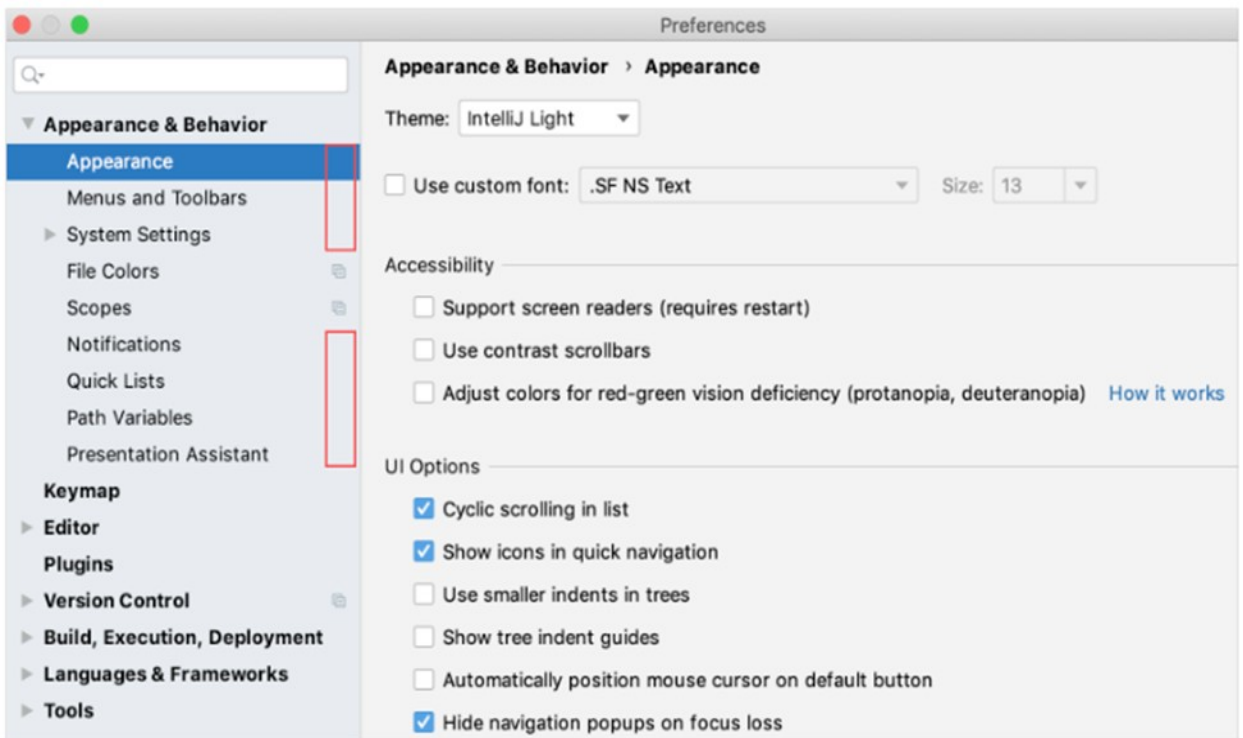 Preferences
Appearance & Behavior
Appearance
Menus and Toolbars
System Settings
File Colors
Scopes
Notifications
Quick Lists
Path Variables
Presentation Assistant
Keymap
Editor
Plugins
Version Control
Build, Execution, Deployment
Languages & Frameworks
Tools
Appearance & Behavior › Appearance
Theme: IntelliJ Light
Use custom font: .SF NS Text Size: 13
Accessibility
Support screen readers (requires restart)
Use contrast scrollbars
Adjust colors for red-green vision deficiency (protanopia, deuteranopia) How it works
UI Options
Cyclic scrolling in list
Show icons in quick navigation
Use smaller indents in trees
Show tree indent guides
Automatically position mouse cursor on default button
Hide navigation popups on focus loss